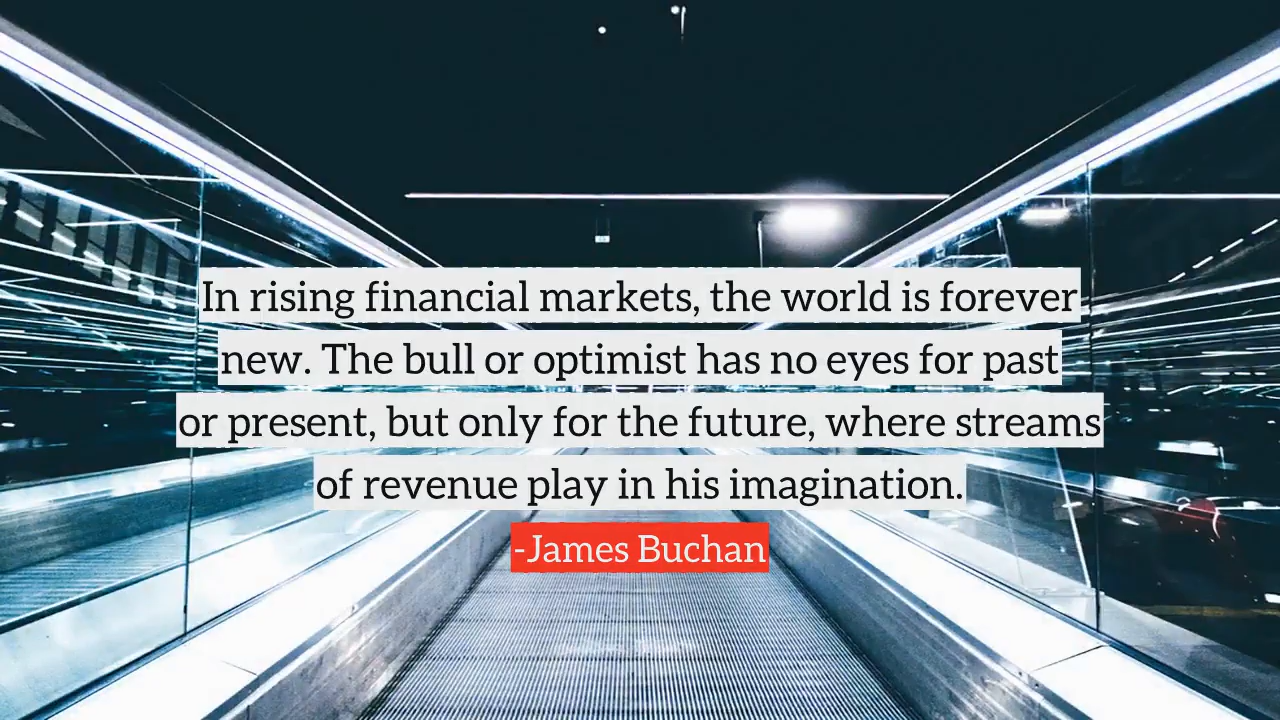 In rising financial markets, the world is forever
new. The bull or optimist has no eyes for past
or present, but only for the future, where streams
of revenue play in his imagination.
-James Buchan